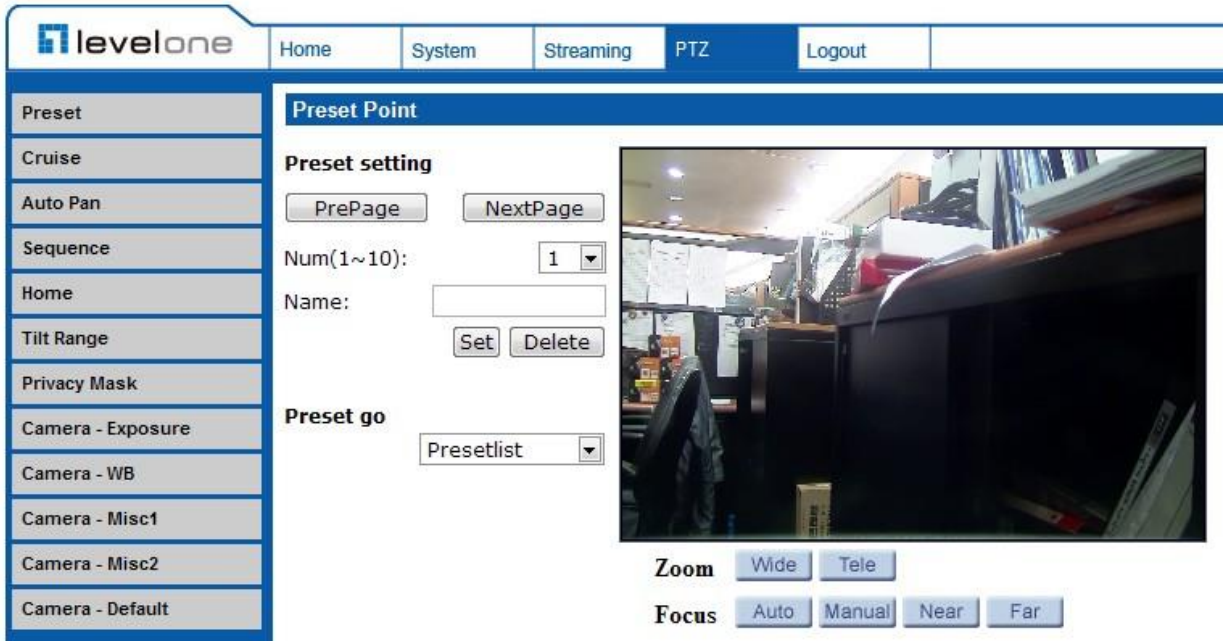 levelone
Home System Streaming PTZ Logout
Preset
Cruise
Auto Pan
Sequence
Home
Tilt Range
Privacy Mask
Camera - Exposure
Camera - WB
Camera - Misc1
Camera - Misc2
Camera - Default
Preset Point
Preset setting
PrePage NextPage
Num(1~10): 1
Name:
Set Delete
Preset go
Presetlist
Zoom Wide Tele
Focus Auto Manual Near Far